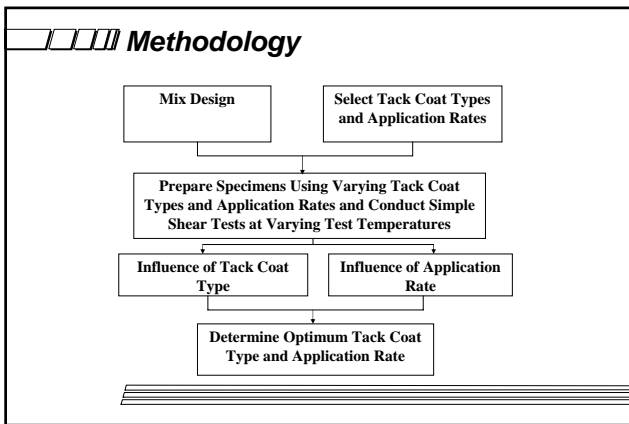 Methodology
Mix Design
Select Tack Coat Types
and Application Rates
Prepare Specimens Using Varying Tack Coat
Types and Application Rates and Conduct Simple
Shear Tests at Varying Test Temperatures
Influence of Tack Coat
Type
Influence of Application
Rate
Determine Optimum Tack Coat
Type and Application Rate